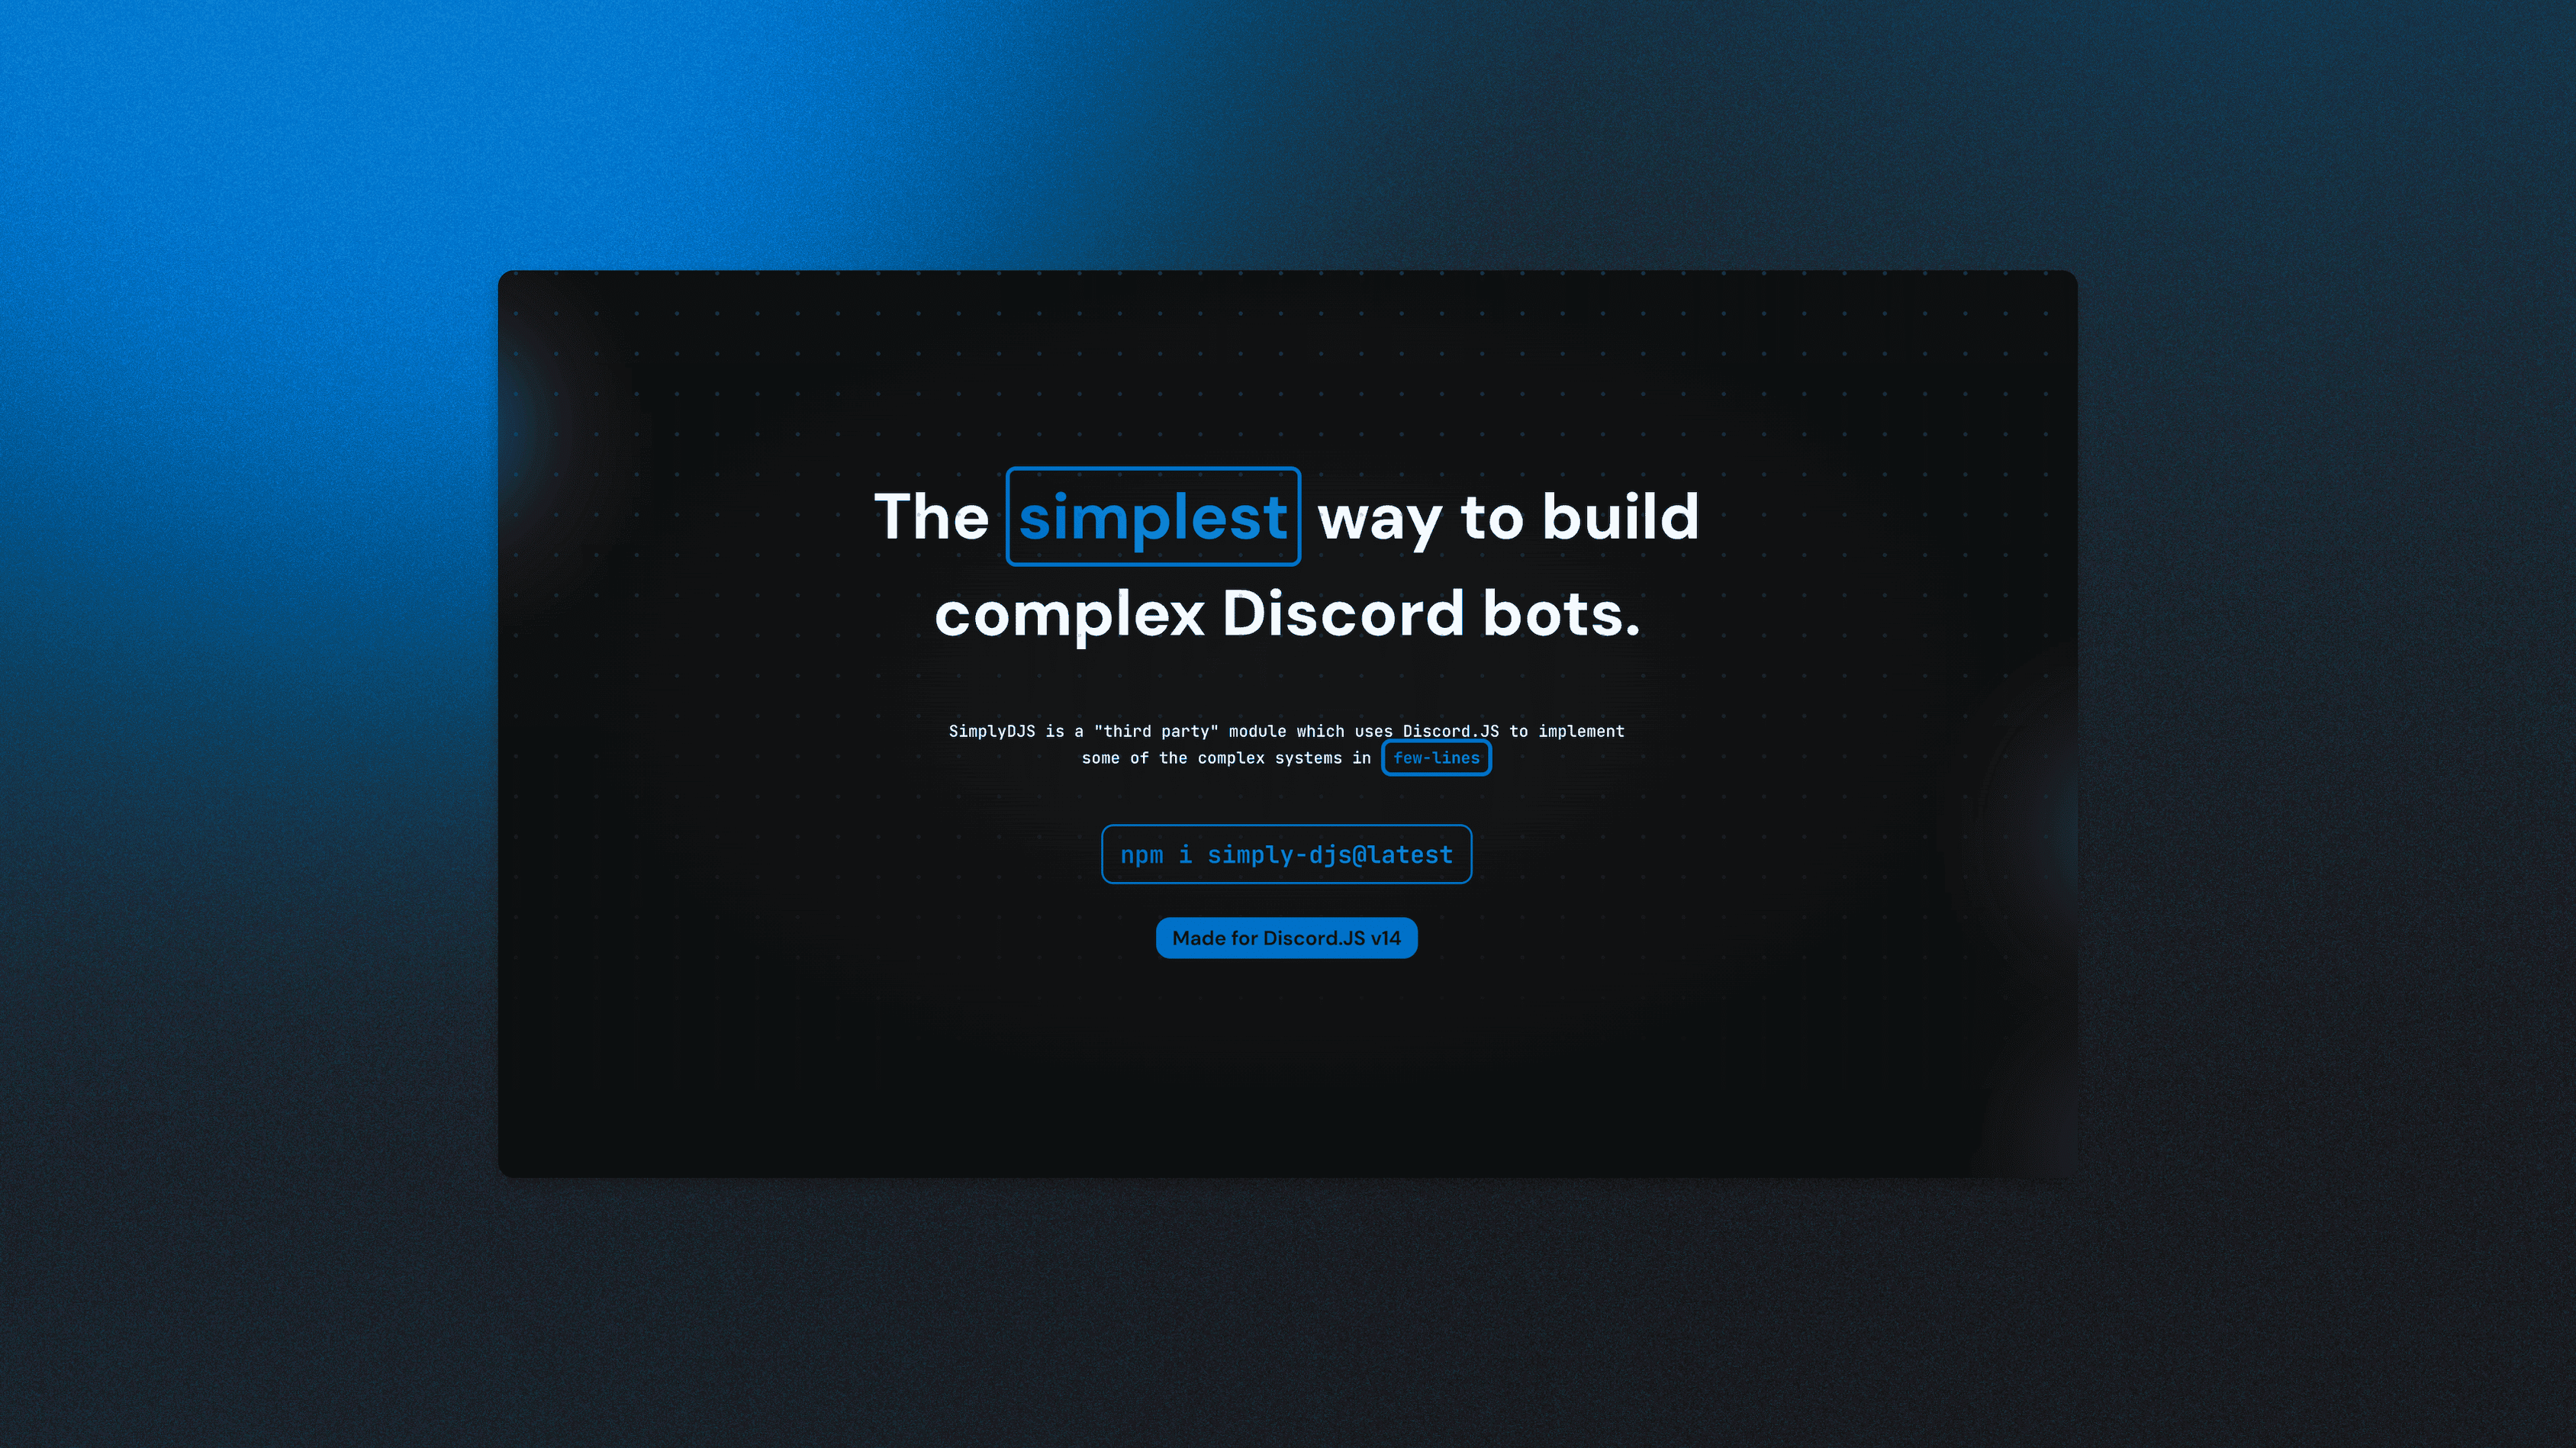 The simplest way to build
complex Discord bots.
SimplyDJS is a "third party" module which uses Discord.JS to implement
some of the complex systems in few-lines
npm i simply-djs@latest
Made for Discord.JS v14